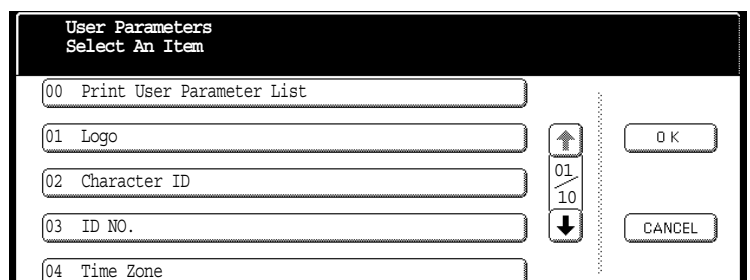 User Parameters
Select An Item
00 Print User Parameter List
01 Logo
02 Character ID
03 ID NO.
04 Time Zone
01/10
OK
CANCEL